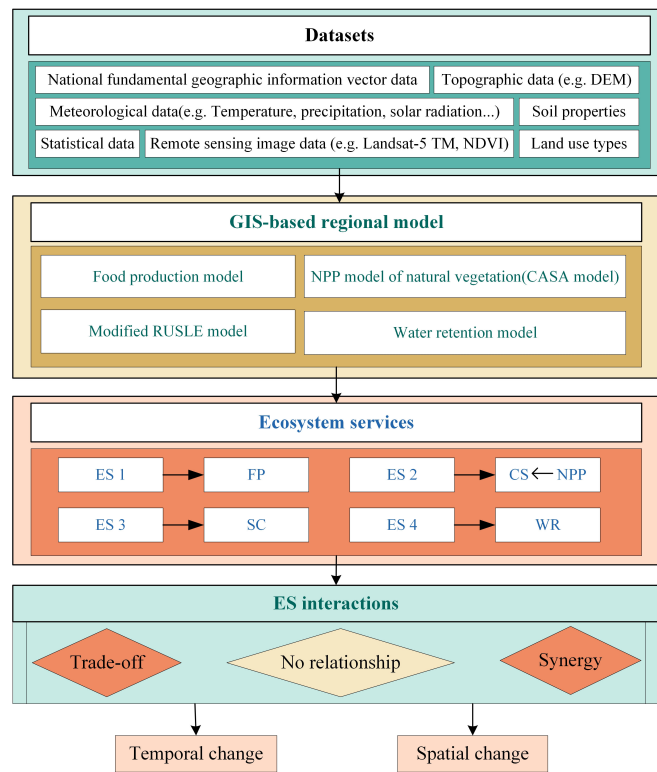 Datasets
National fundamental geographic information vector data
Topographic data (e.g. DEM)
Meteorological data(e.g. Temperature, precipitation, solar radiation...)
Soil properties
Statistical data
Remote sensing image data (e.g. Landsat-5 TM, NDVI)
Land use types
GIS-based regional model
Food production model
NPP model of natural vegetation(CASA model)
Modified RUSLE model
Water retention model
Ecosystem services
ES 1
FP
ES 2
CS ← NPP
ES 3
SC
ES 4
WR
ES interactions
Trade-off
No relationship
Synergy
Temporal change
Spatial change